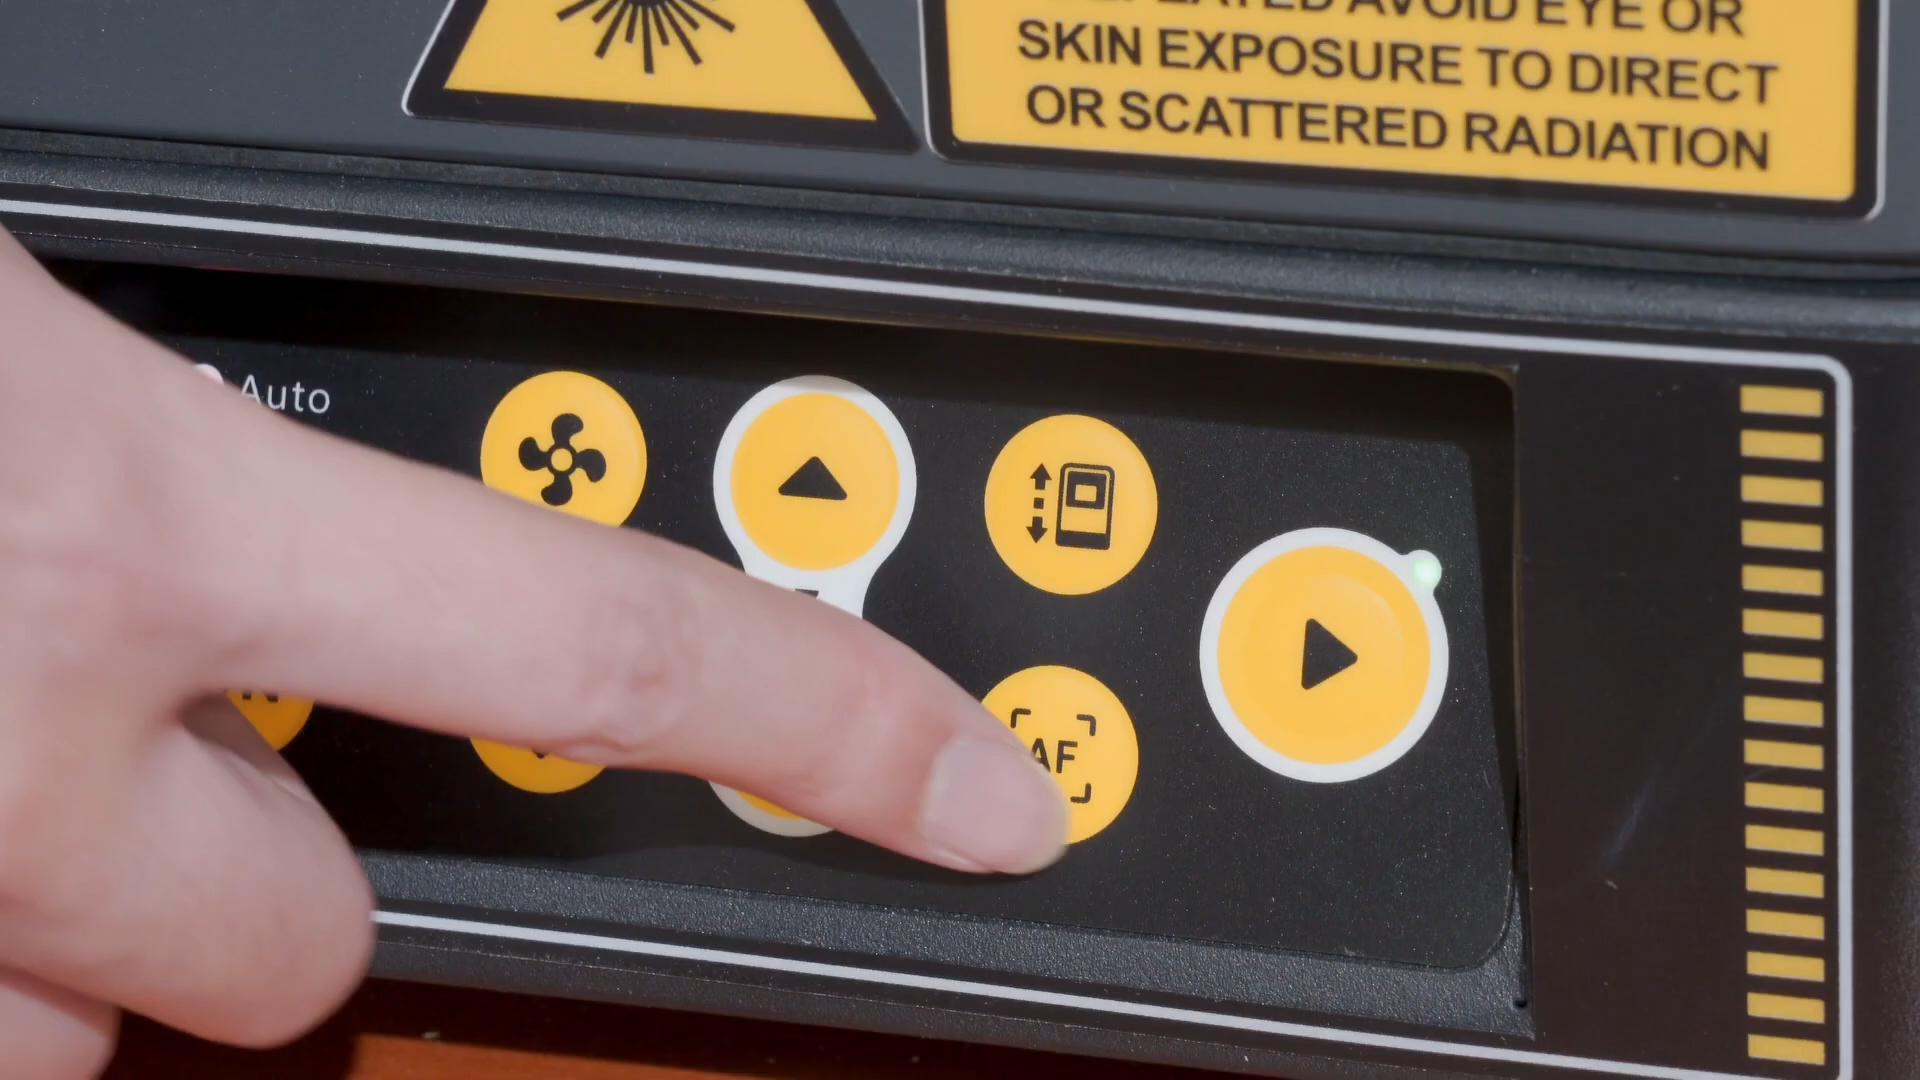 AVOID EYE OR
SKIN EXPOSURE TO DIRECT
OR SCATTERED RADIATION
Auto
AF